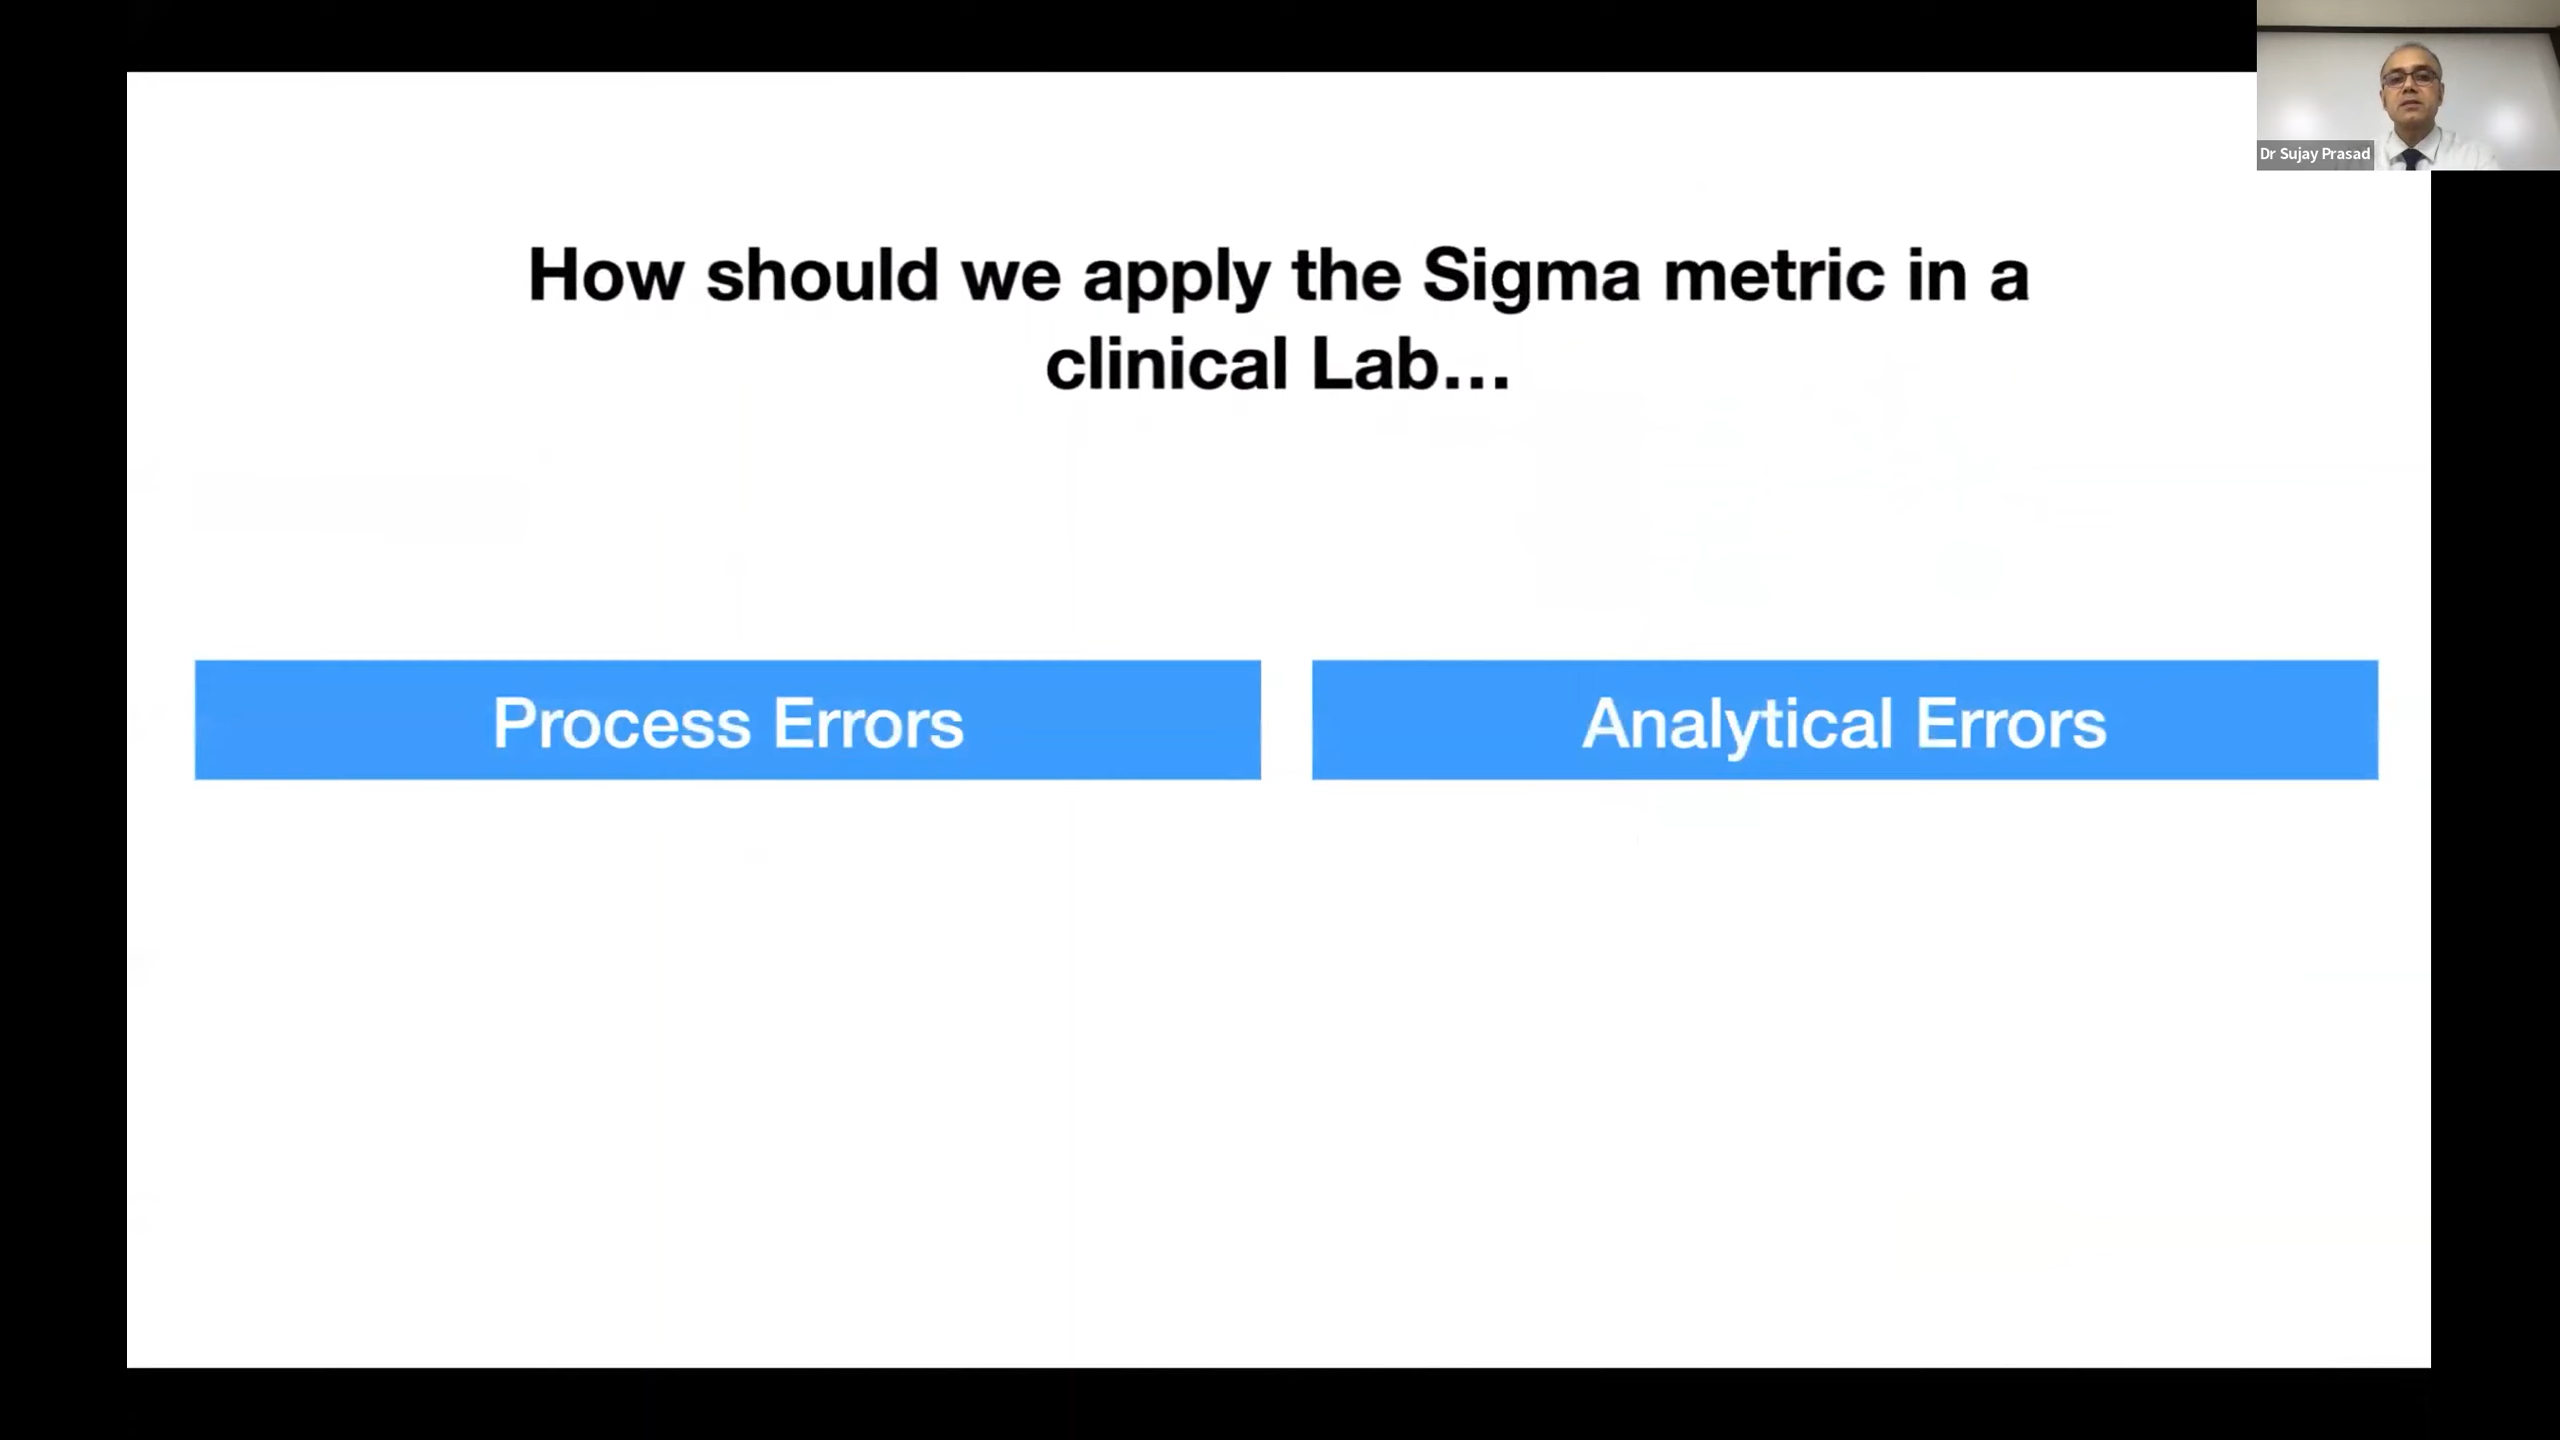 Dr Sujay Prasad
How should we apply the Sigma metric in a
clinical Lab…
Process Errors
Analytical Errors